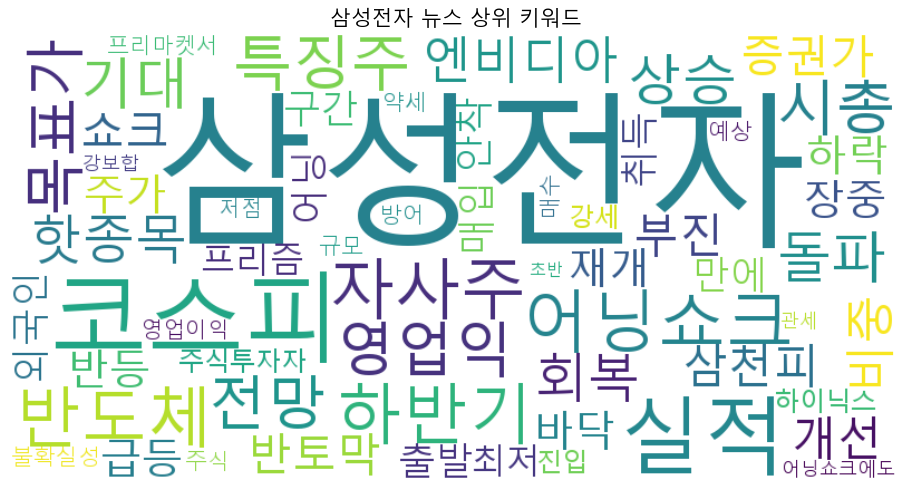 삼성전자 뉴스 상위 키워드
프리마켓서
특징주
엔비디아
증권가
목표가
기대
쇼크
구간
약세
상승
시총
강보합
주가
어닝
삼성전자
매입
안착
취득
예상
하락
장중
핫종목
저점
방어
매수
강세
부진
돌파
프리즘
규모
외국인
코스피
자사주
초반
재개
만에
비중
영업이익
영업익
어닝쇼크
관세
반등
주식투자자
회복
삼천피
반도체
전망
하반기
바닥
실적
하이닉스
개선
불확실성
급등
주식
반토막
출발최저
진입
어닝쇼크에도